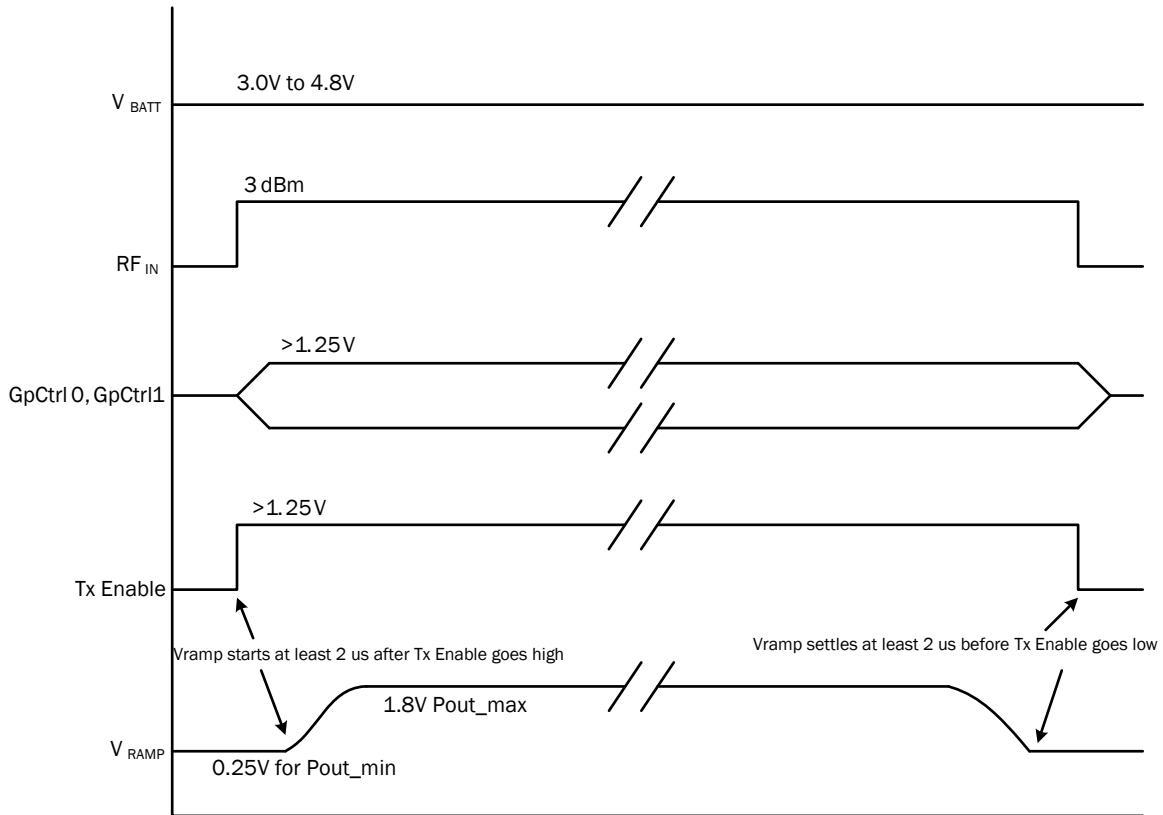 3.0V to 4.8V
V BATT
3 dBm
RF IN
>1.25V
GpCtrl 0, GpCtrl1
>1.25V
Tx Enable
Vramp starts at least 2 us after Tx Enable goes high
Vramp settles at least 2 us before Tx Enable goes low
1.8V Pout_max
V RAMP
0.25V for Pout_min